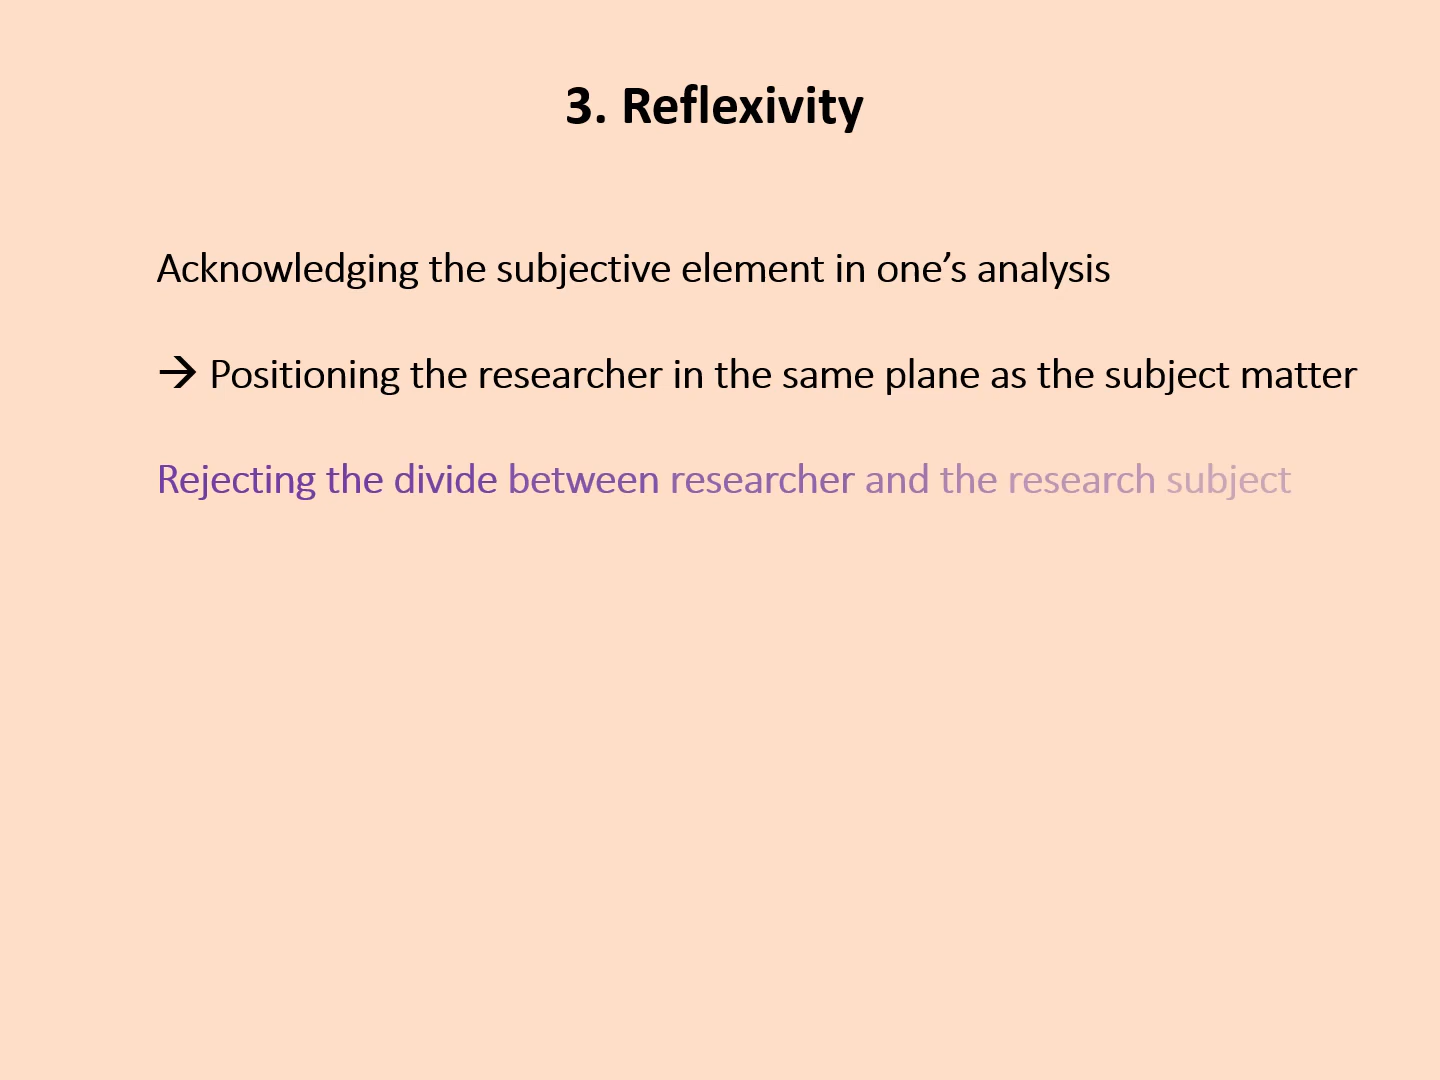 3. Reflexivity
Acknowledging the subjective element in one’s analysis
→ Positioning the researcher in the same plane as the subject matter
Rejecting the divide between researcher and the research subject